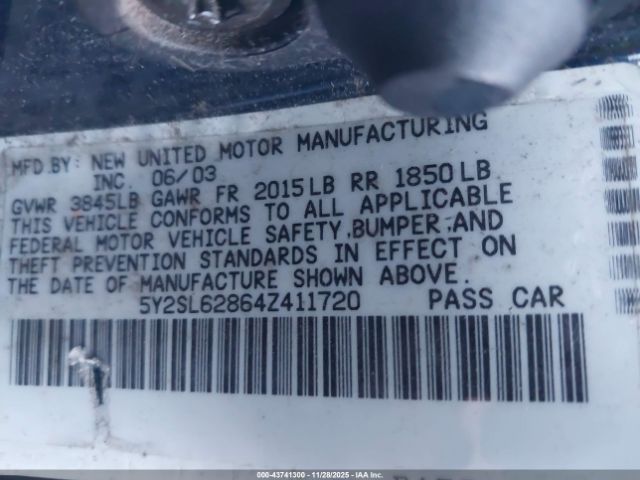 MFD.BY: NEW UNITED MOTOR MANUFACTURING
INC. 06/03
GVWR 3845LB GAWR FR 2015LB RR 1850LB
THIS VEHICLE CONFORMS TO ALL APPLICABLE
FEDERAL MOTOR VEHICLE SAFETY, BUMPER, AND
THEFT PREVENTION STANDARDS IN EFFECT ON
THE DATE OF MANUFACTURE SHOWN ABOVE.
5Y2SL62864Z411720 PASS CAR
000-43741300 | 11/28/2025 - IAA Inc.